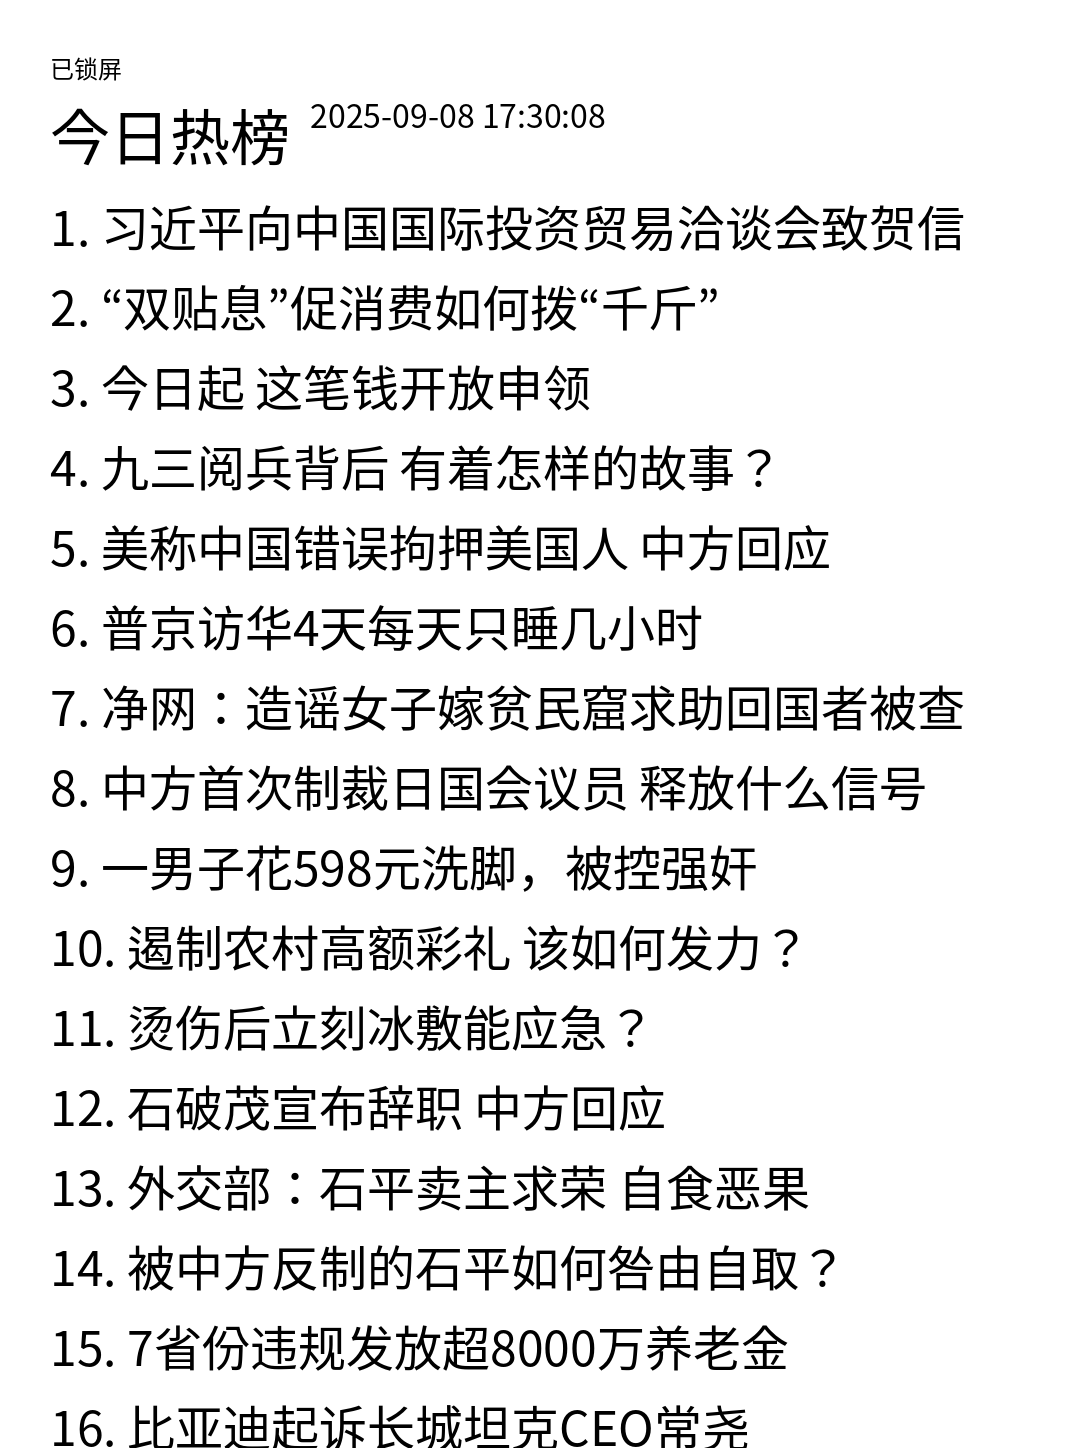 已锁屏
今日热榜 2025-09-08 17:30:08
1. 习近平向中国国际投资贸易洽谈会致贺信
2. “双贴息”促消费如何拨“千斤”
3. 今日起 这笔钱开放申领
4. 九三阅兵背后 有着怎样的故事？
5. 美称中国错误拘押美国人 中方回应
6. 普京访华4天每天只睡几小时
7. 净网：造谣女子嫁贫民窟求助回国者被查
8. 中方首次制裁日国会议员 释放什么信号
9. 一男子花598元洗脚，被控强奸
10. 遏制农村高额彩礼 该如何发力？
11. 烫伤后立刻冰敷能应急？
12. 石破茂宣布辞职 中方回应
13. 外交部：石平卖主求荣 自食恶果
14. 被中方反制的石平如何咎由自取？
15. 7省份违规发放超8000万养老金
16. 比亚迪起诉长城坦克CEO常尧